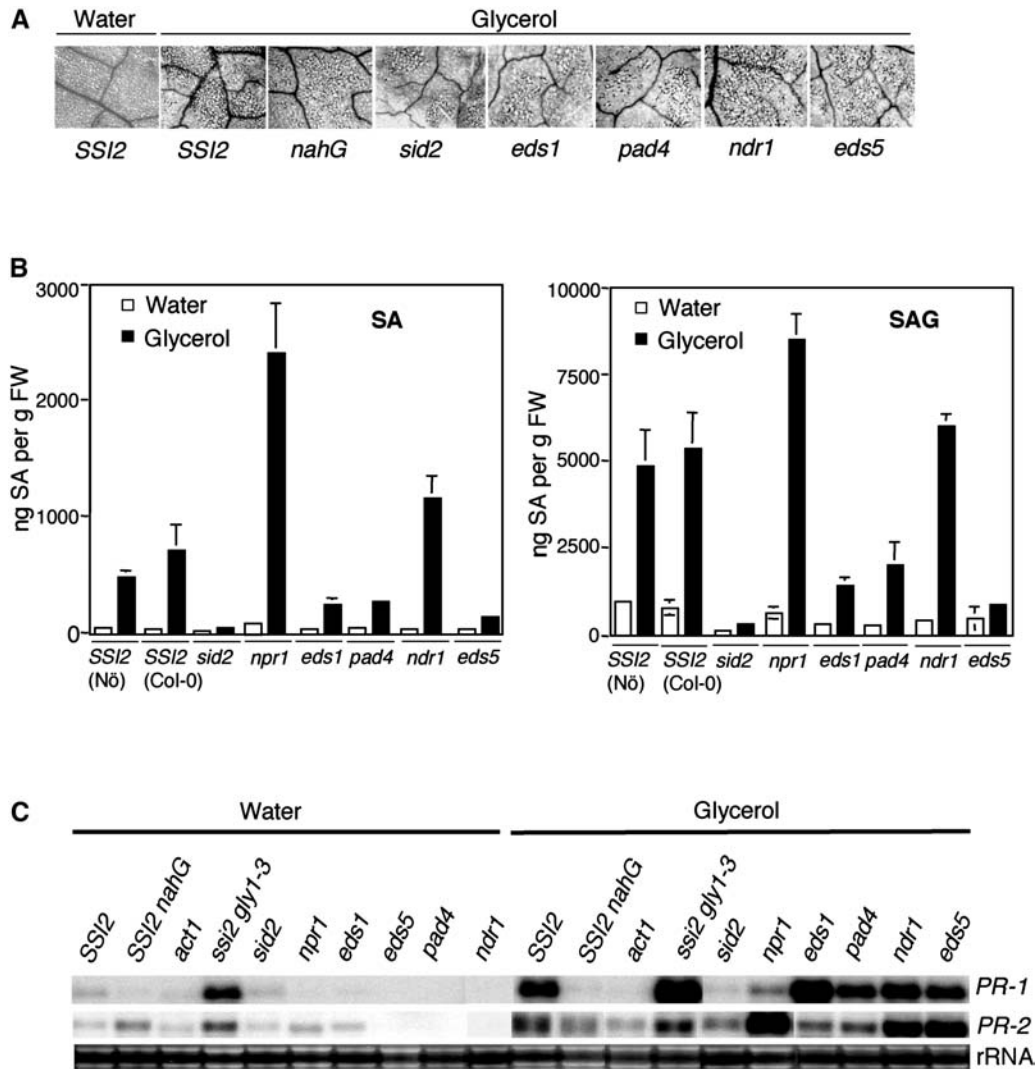 A
Water Glycerol
SSI2 SSI2 nahG sid2 eds1 pad4 ndr1 eds5
B
3000
2000
1000
0
ng SA per g FW
Water
Glycerol
SA
SSI2 (Nö) SSI2 (Col-0) sid2 npr1 eds1 pad4 ndr1 eds5
10000
7500
5000
2500
0
ng SA per g FW
Water
Glycerol
SAG
SSI2 (Nö) SSI2 (Col-0) sid2 npr1 eds1 pad4 ndr1 eds5
C
Water Glycerol
SSI2 SSI2 nahG act1 ssi2 gly1-3 sid2 npr1 eds1 eds5 pad4 ndr1 SSI2 SSI2 nahG act1 ssi2 gly1-3 sid2 npr1 eds1 pad4 ndr1 eds5
PR-1
PR-2
rRNA